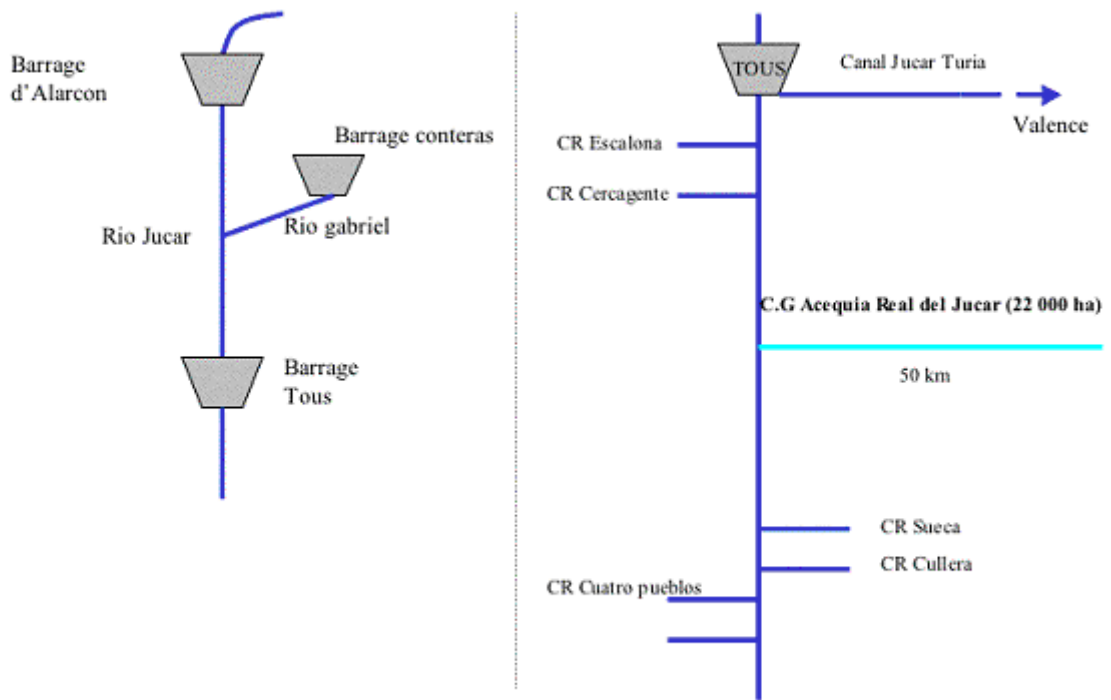 Barrage
d'Alarcon
Barrage conteras
Rio gabriel
Rio Jucar
Barrage
Tous
TOUS
Canal Jucar Turia
Valence
CR Escalona
CR Cercagente
C.G Acequia Real del Jucar (22 000 ha)
50 km
CR Sueca
CR Cullera
CR Cuatro pueblos